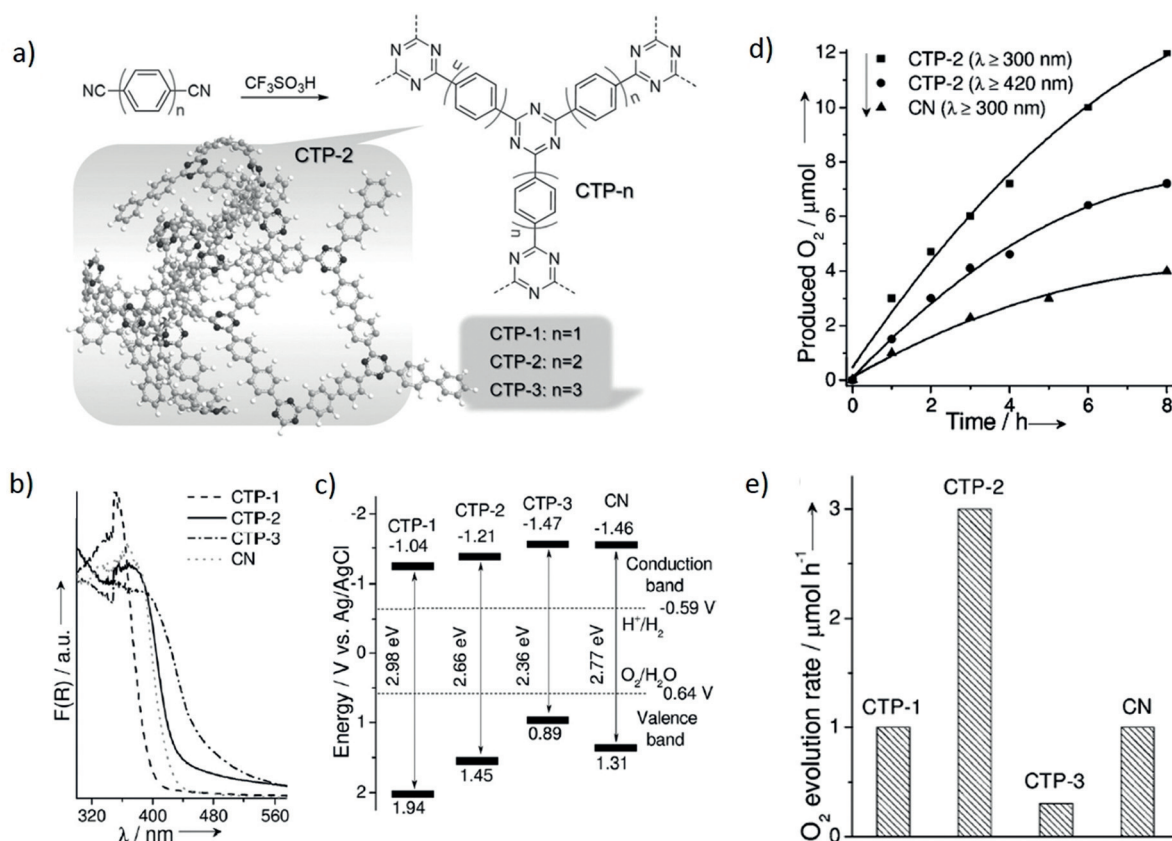 a)
NC
n
CN
CF₃SO₃H
CTP-2
N
N
N
N
N
N
N
N
N
N
N
N
n
n
n
CTP-n
CTP-1: n=1
CTP-2: n=2
CTP-3: n=3
d)
Produced O₂ / μmol
12
10
8
6
4
2
0
CTP-2 (λ ≥ 300 nm)
CTP-2 (λ ≥ 420 nm)
CN (λ ≥ 300 nm)
0 2 4 6 8
Time / h
b)
F(R) / a.u.
CTP-1
CTP-2
CTP-3
CN
320 400 480 560
λ / nm
c)
Energy / V vs. Ag/AgCl
-2
-1
0
1
2
CTP-1
-1.04
2.98 eV
1.94
CTP-2
-1.21
2.66 eV
1.45
CTP-3
-1.47
2.36 eV
0.89
CN
-1.46
2.77 eV
1.31
Conduction
band
-0.59 V
H⁺/H₂
O₂/H₂O
0.64 V
Valence
band
e)
O₂ evolution rate / μmol h⁻¹
3
2
1
0
CTP-1
CTP-2
CTP-3
CN